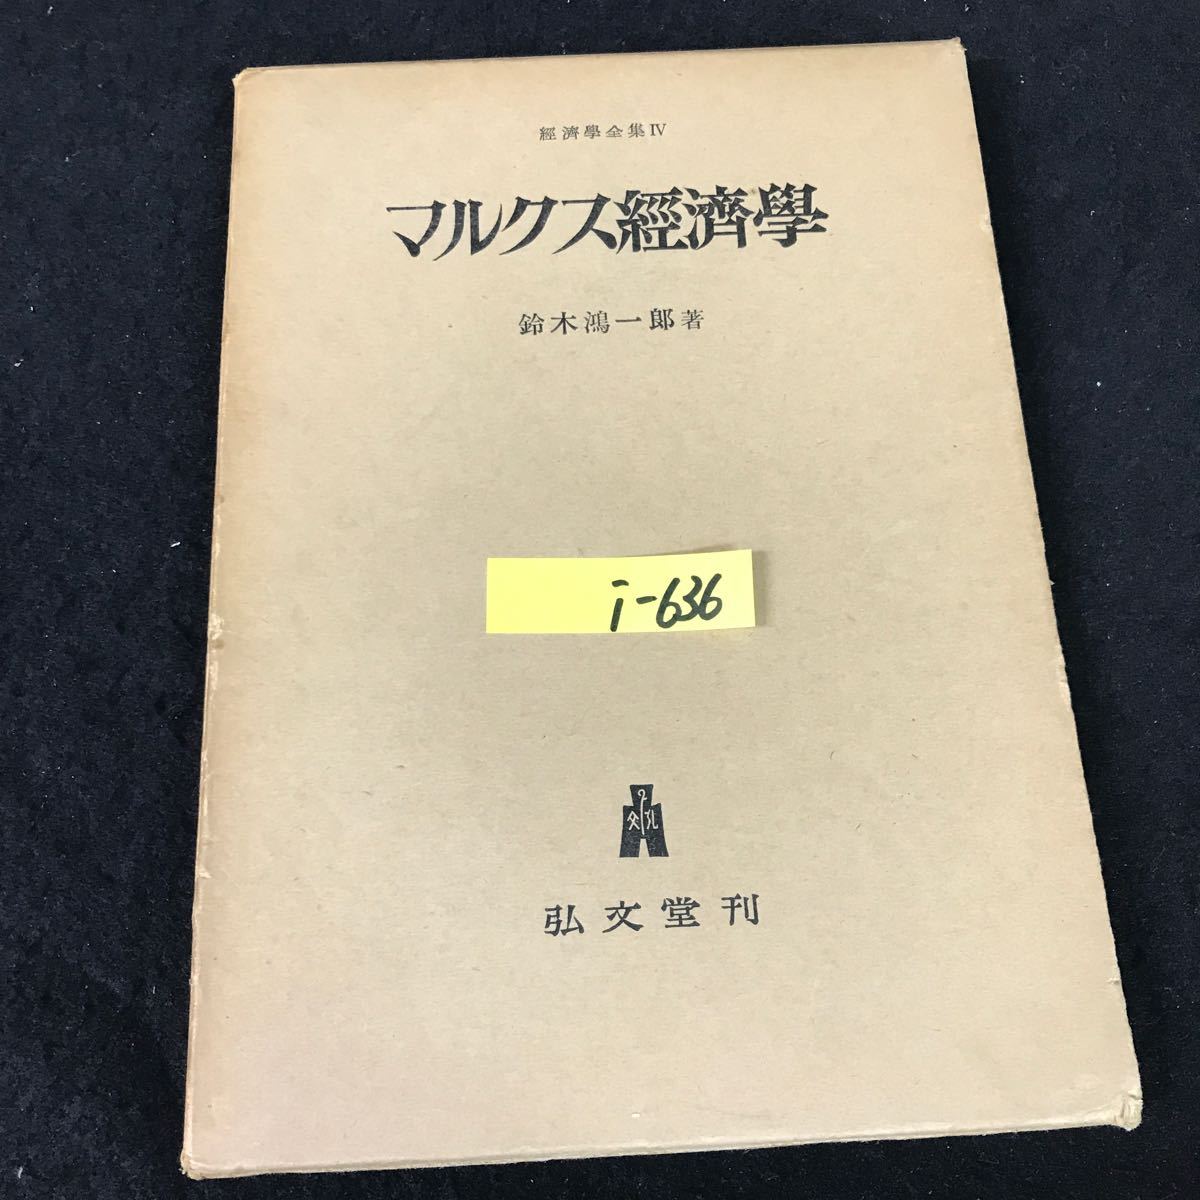 經濟學全集IV
マルクス經濟學
鈴木鴻一郎著
i-636
弘文堂刊